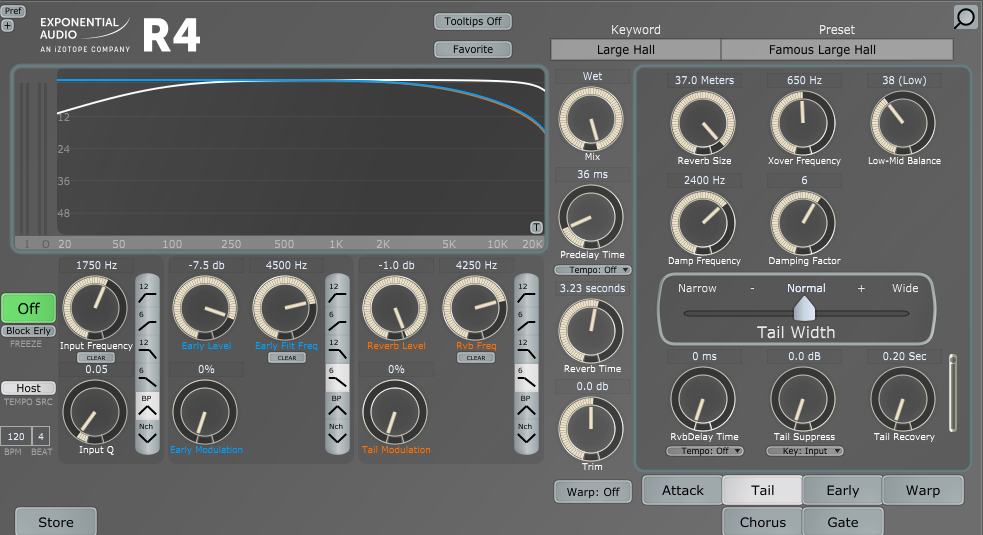 Pref
+
EXPONENTIAL
AUDIO
AN iZOTOPE COMPANY
R4
Tooltips Off
Favorite
Keyword
Preset
Large Hall
Famous Large Hall
12
24
36
48
I O
20 50 100 250 500 1K 2K 5K 10K 20K
T
Wet
Mix
36 ms
Predelay Time
Tempo: Off
3.23 seconds
Reverb Time
0.0 db
Trim
Warp: Off
37.0 Meters
Reverb Size
650 Hz
Xover Frequency
38 (Low)
Low-Mid Balance
2400 Hz
Damp Frequency
6
Damping Factor
Narrow - Normal + Wide
Tail Width
0 ms
RvbDelay Time
Tempo: Off
0.0 dB
Tail Suppress
Key: Input
0.20 Sec
Tail Recovery
Off
Block Erly
FREEZE
Host
TEMPO SRC
120 4
BPM BEAT
1750 Hz
Input Frequency
CLEAR
0.05
Input Q
12
6
12
6
BP
Nch
-7.5 db
Early Level
4500 Hz
Early Filt Freq
CLEAR
0%
Early Modulation
12
6
12
6
BP
Nch
-1.0 db
Reverb Level
4250 Hz
Rvb Freq
CLEAR
0%
Tail Modulation
12
6
12
6
BP
Nch
Attack
Tail
Early
Warp
Chorus
Gate
Store